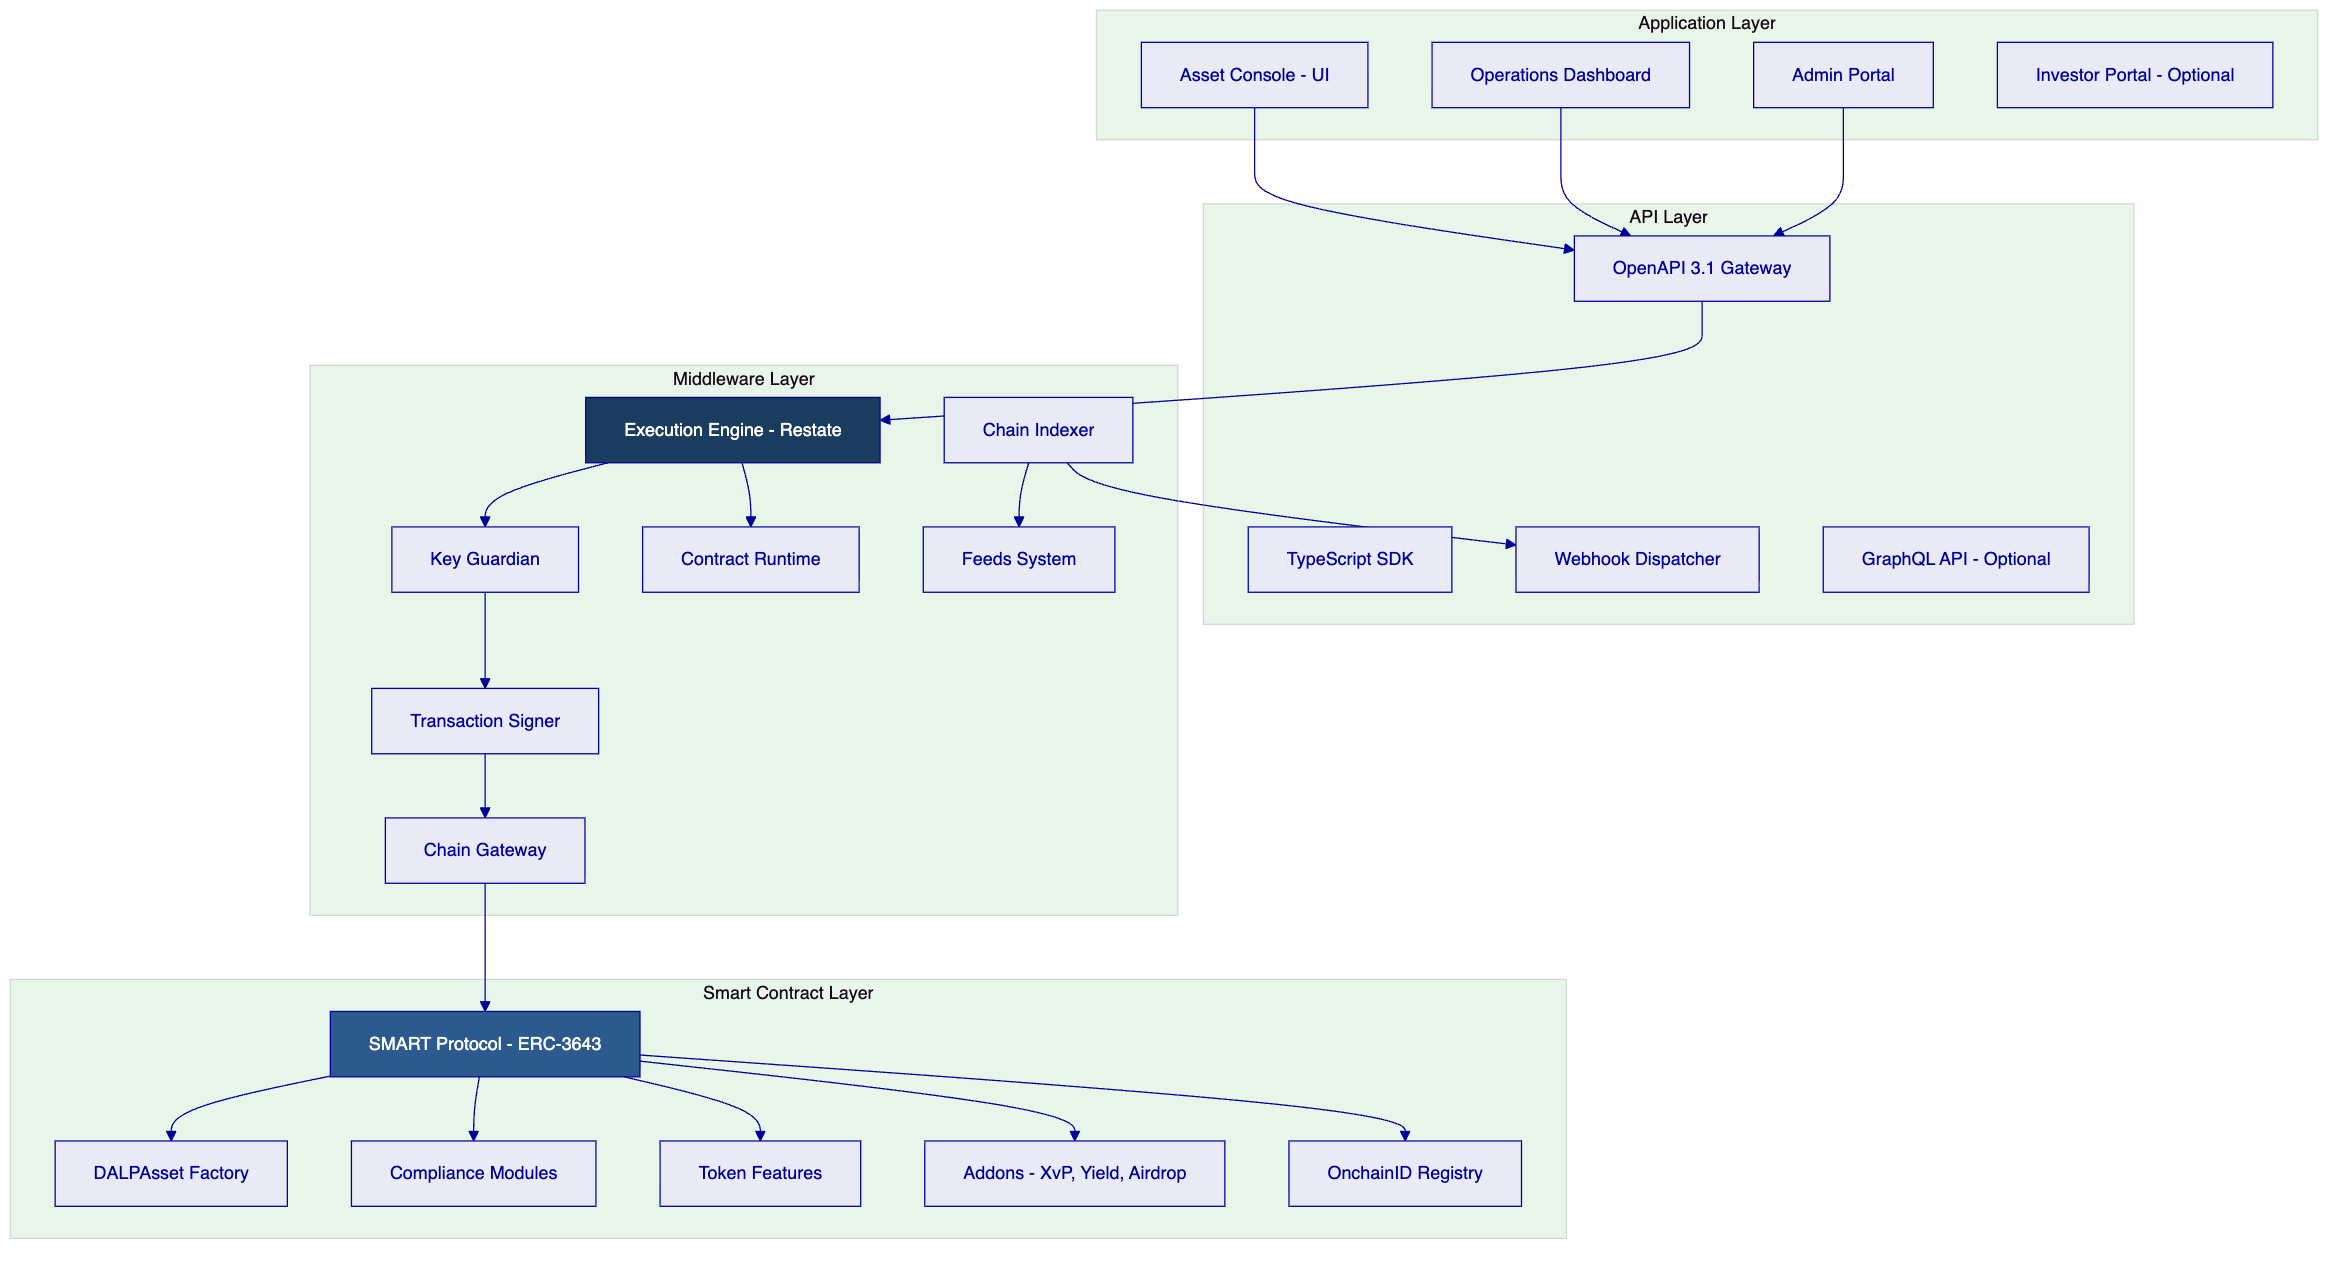 Application Layer
Asset Console - UI
Operations Dashboard
Admin Portal
Investor Portal - Optional
API Layer
OpenAPI 3.1 Gateway
Middleware Layer
Execution Engine - Restate
Chain Indexer
Key Guardian
Contract Runtime
Feeds System
TypeScript SDK
Webhook Dispatcher
GraphQL API - Optional
Transaction Signer
Chain Gateway
Smart Contract Layer
SMART Protocol - ERC-3643
DALPAsset Factory
Compliance Modules
Token Features
Addons - XvP, Yield, Airdrop
OnchainID Registry